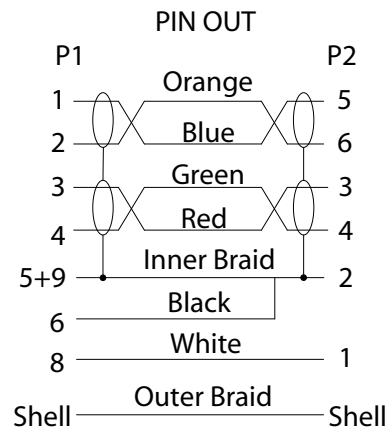 PIN OUT
P1 P2
Orange
1 5
Blue
2 6
Green
3 3
Red
4 4
Inner Braid
5+9 2
Black
6
White
8 1
Outer Braid
Shell Shell